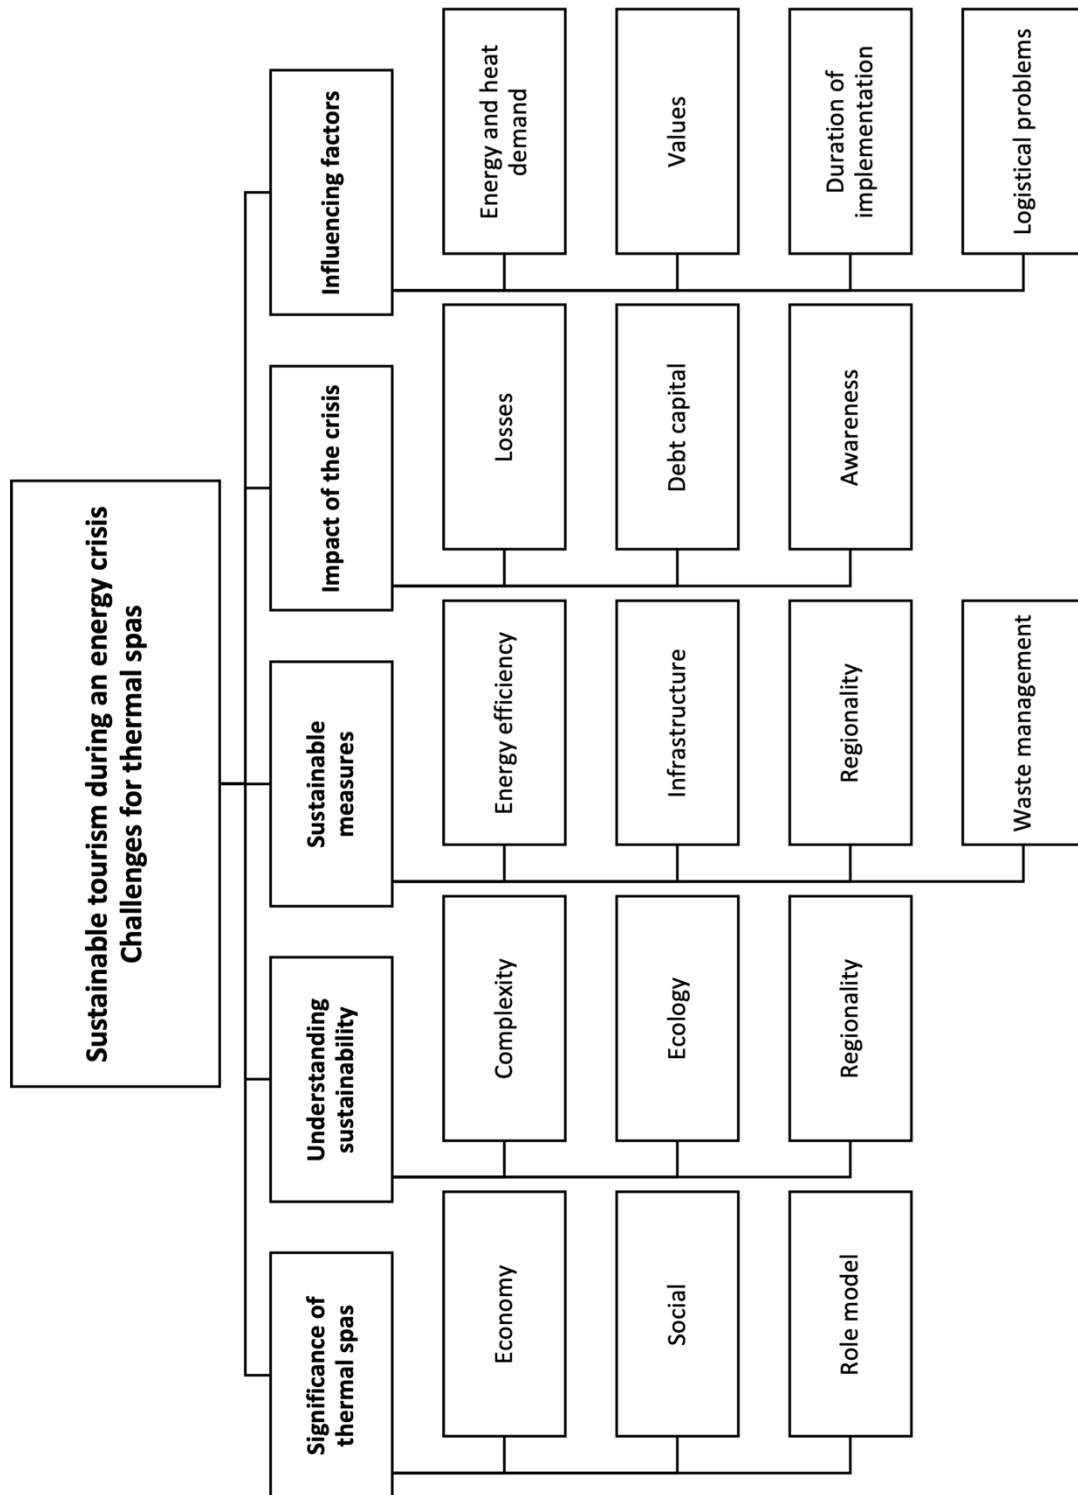 Sustainable tourism during an energy crisis
Challenges for thermal spas
Significance of
thermal spas
Economy
Social
Role model
Understanding
sustainability
Complexity
Ecology
Regionality
Sustainable
measures
Energy efficiency
Infrastructure
Regionality
Waste management
Impact of the crisis
Losses
Debt capital
Awareness
Influencing factors
Energy and heat
demand
Values
Duration of
implementation
Logistical problems